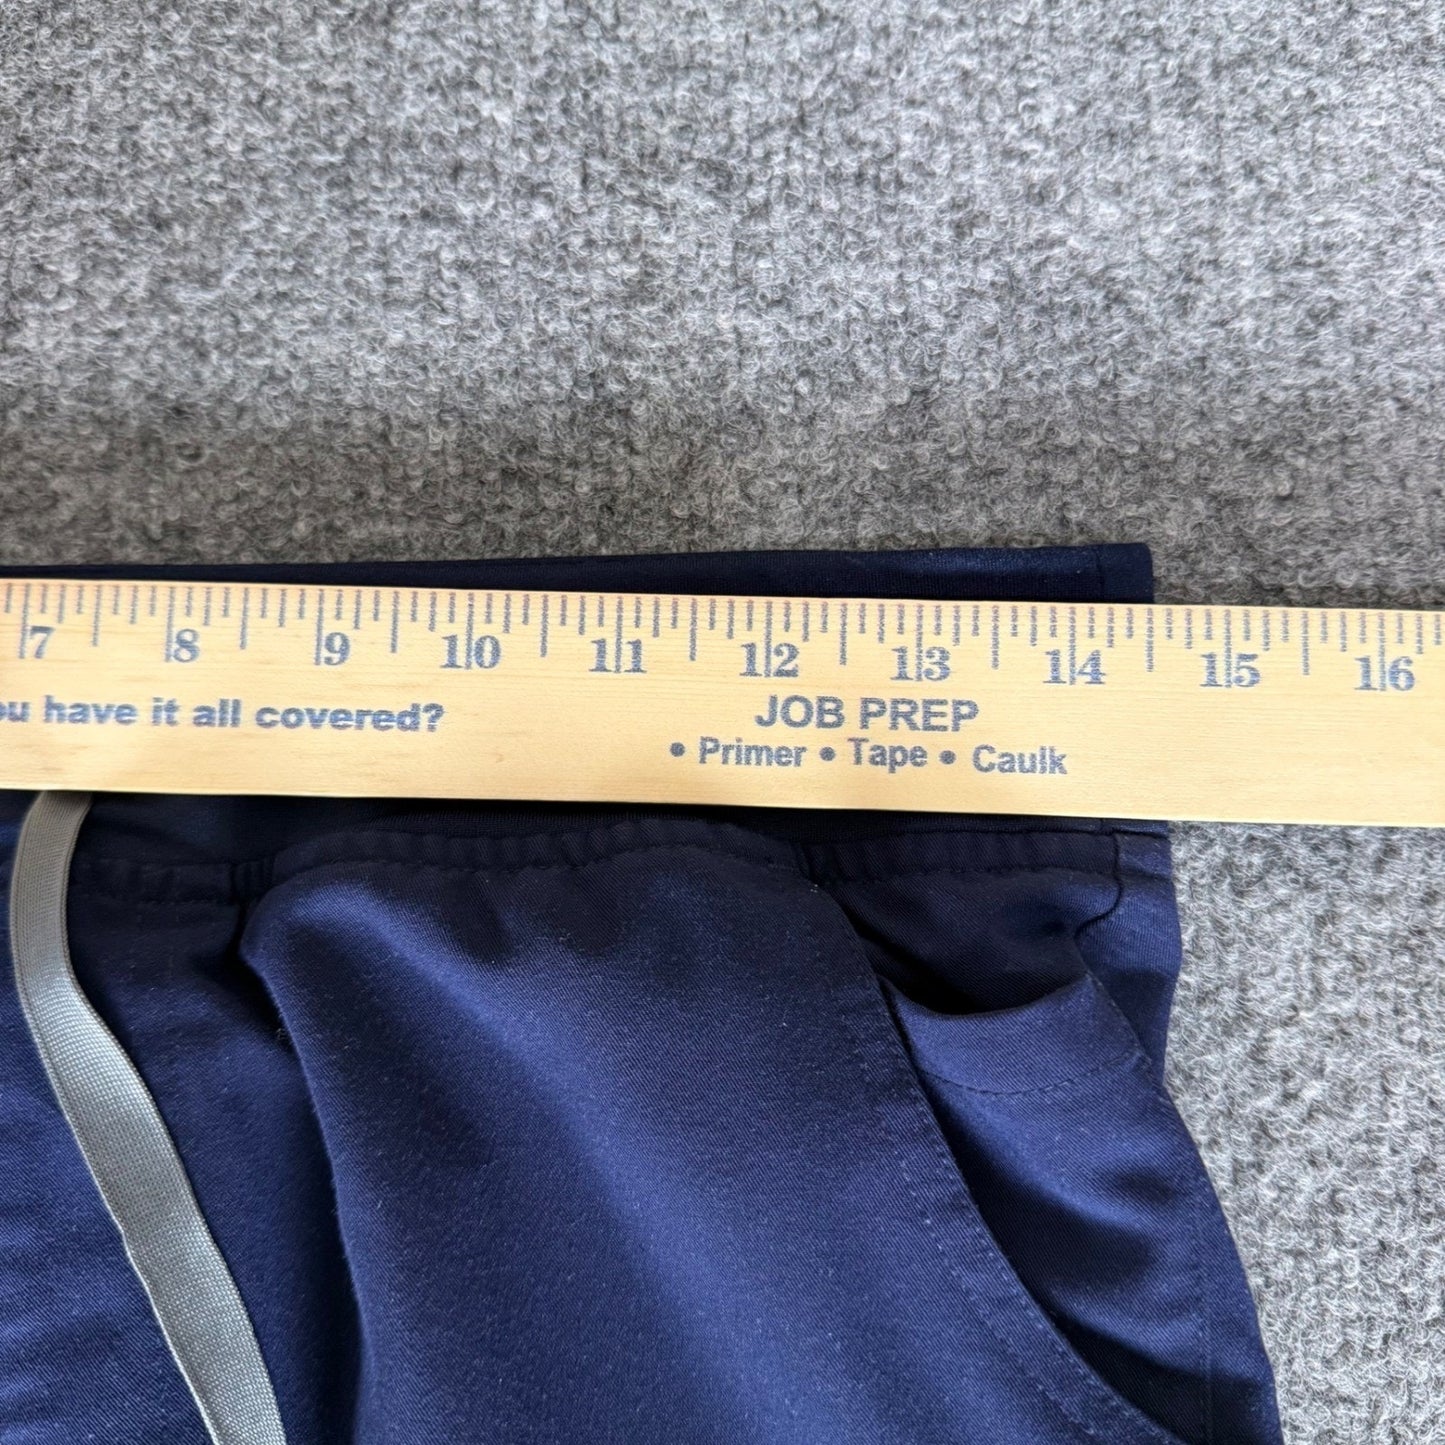 7 8 9 10 11 12 13 14 15 16
ou have it all covered?
JOB PREP
• Primer • Tape • Caulk